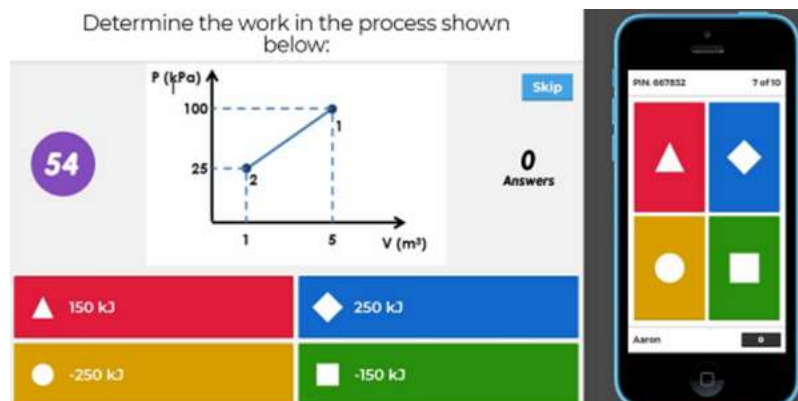 Determine the work in the process shown
below:
P (kPa)
100
25
1
2
1
5
V (m³)
54
Skip
0
Answers
150 kJ
250 kJ
-250 kJ
-150 kJ
PIN: 667852
7 of 10
Aaron
0